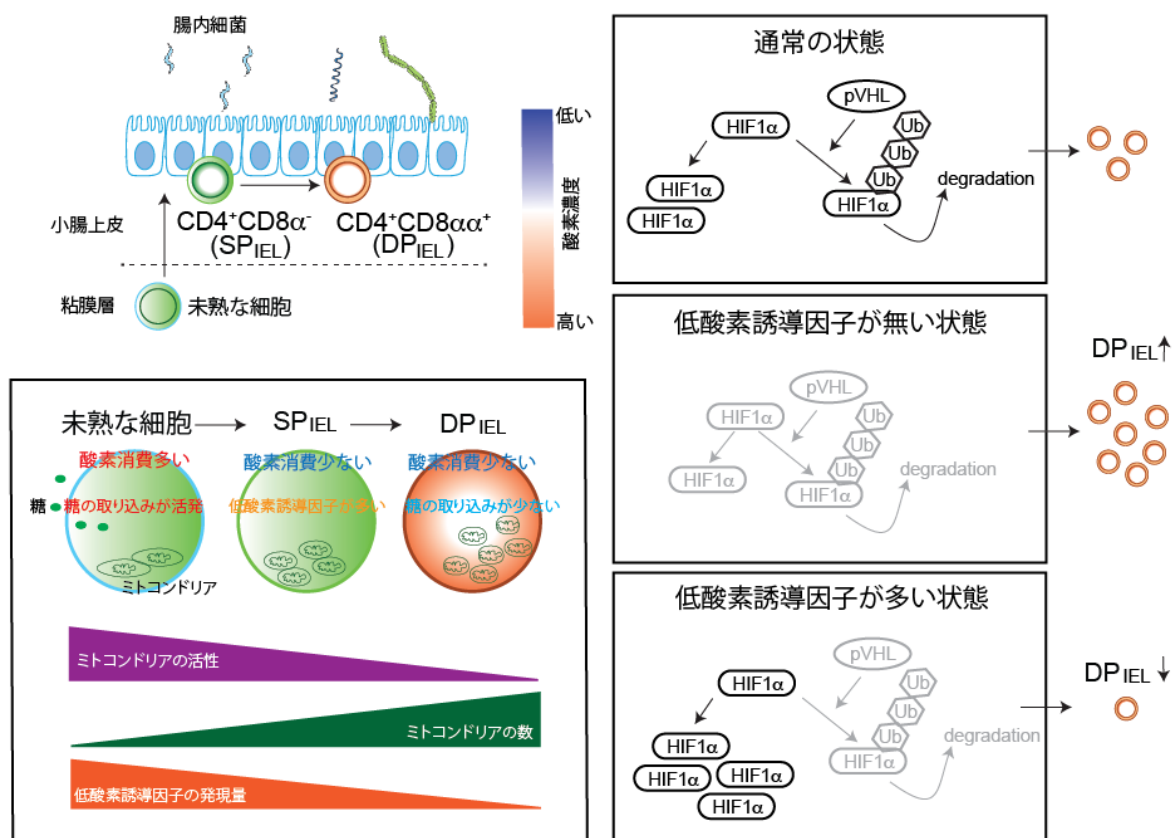 腸内細菌
低い
酸素濃度
高い
小腸上皮
CD4⁺CD8α⁻
(SPIEL)
CD4⁺CD8αα⁺
(DPIEL)
粘膜層
未熟な細胞
未熟な細胞
SPIEL
DPIEL
酸素消費多い
酸素消費少ない
酸素消費少ない
糖
糖の取り込みが活発
低酸素誘導因子が多い
糖の取り込みが少ない
ミトコンドリア
ミトコンドリアの活性
ミトコンドリアの数
低酸素誘導因子の発現量
通常の状態
pVHL
HIF1α
Ub
Ub
Ub
HIF1α
HIF1α
HIF1α
degradation
低酸素誘導因子が無い状態
DPIEL↑
pVHL
HIF1α
Ub
Ub
Ub
HIF1α
HIF1α
degradation
低酸素誘導因子が多い状態
DPIEL↓
pVHL
HIF1α
Ub
Ub
Ub
HIF1α
HIF1α
degradation
HIF1α
HIF1α
HIF1α